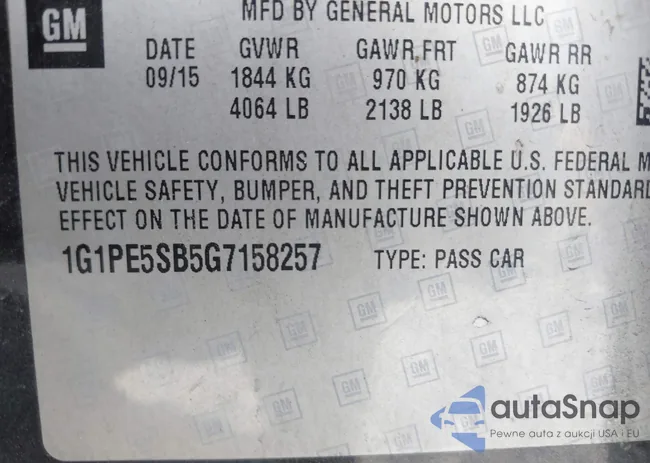 GM
MFD BY GENERAL MOTORS LLC
DATE GVWR GAWR FRT GAWR RR
09/15 1844 KG 970 KG 874 KG
4064 LB 2138 LB 1926 LB
THIS VEHICLE CONFORMS TO ALL APPLICABLE U.S. FEDERAL M
VEHICLE SAFETY, BUMPER, AND THEFT PREVENTION STANDARD
EFFECT ON THE DATE OF MANUFACTURE SHOWN ABOVE.
1G1PE5SB5G7158257 TYPE: PASS CAR
autaSnap
Pewne auta z aukcji USA i EU